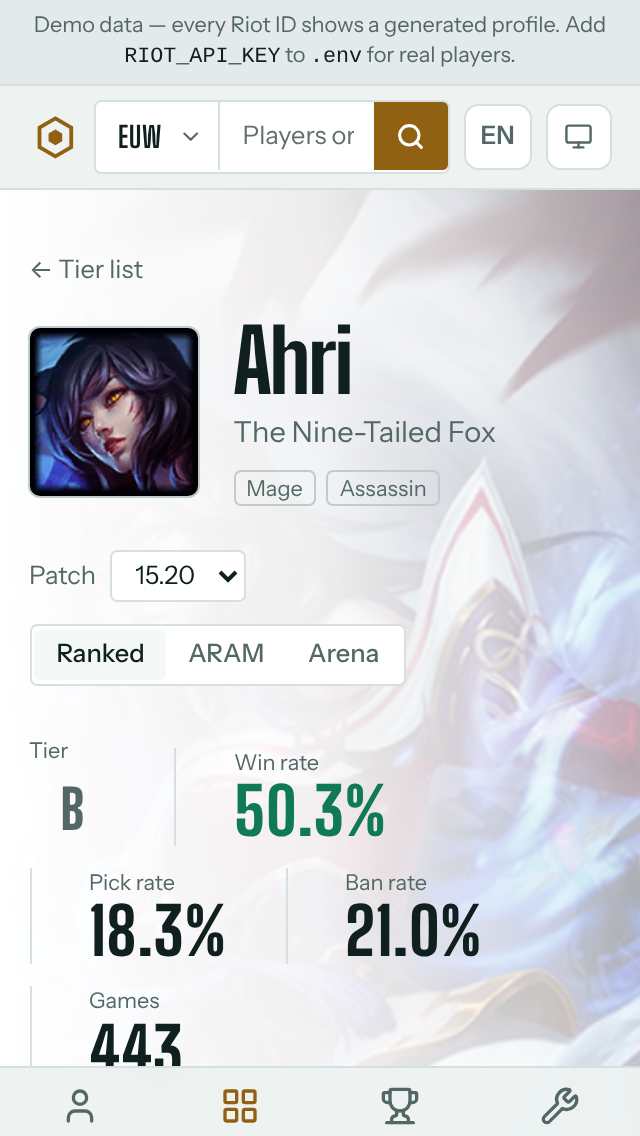 Demo data — every Riot ID shows a generated profile. Add
RIOT_API_KEY to .env for real players.
EUW
Players or
EN
← Tier list
Ahri
The Nine-Tailed Fox
Mage
Assassin
Patch
15.20
Ranked
ARAM
Arena
Tier
B
Win rate
50.3%
Pick rate
18.3%
Ban rate
21.0%
Games
443